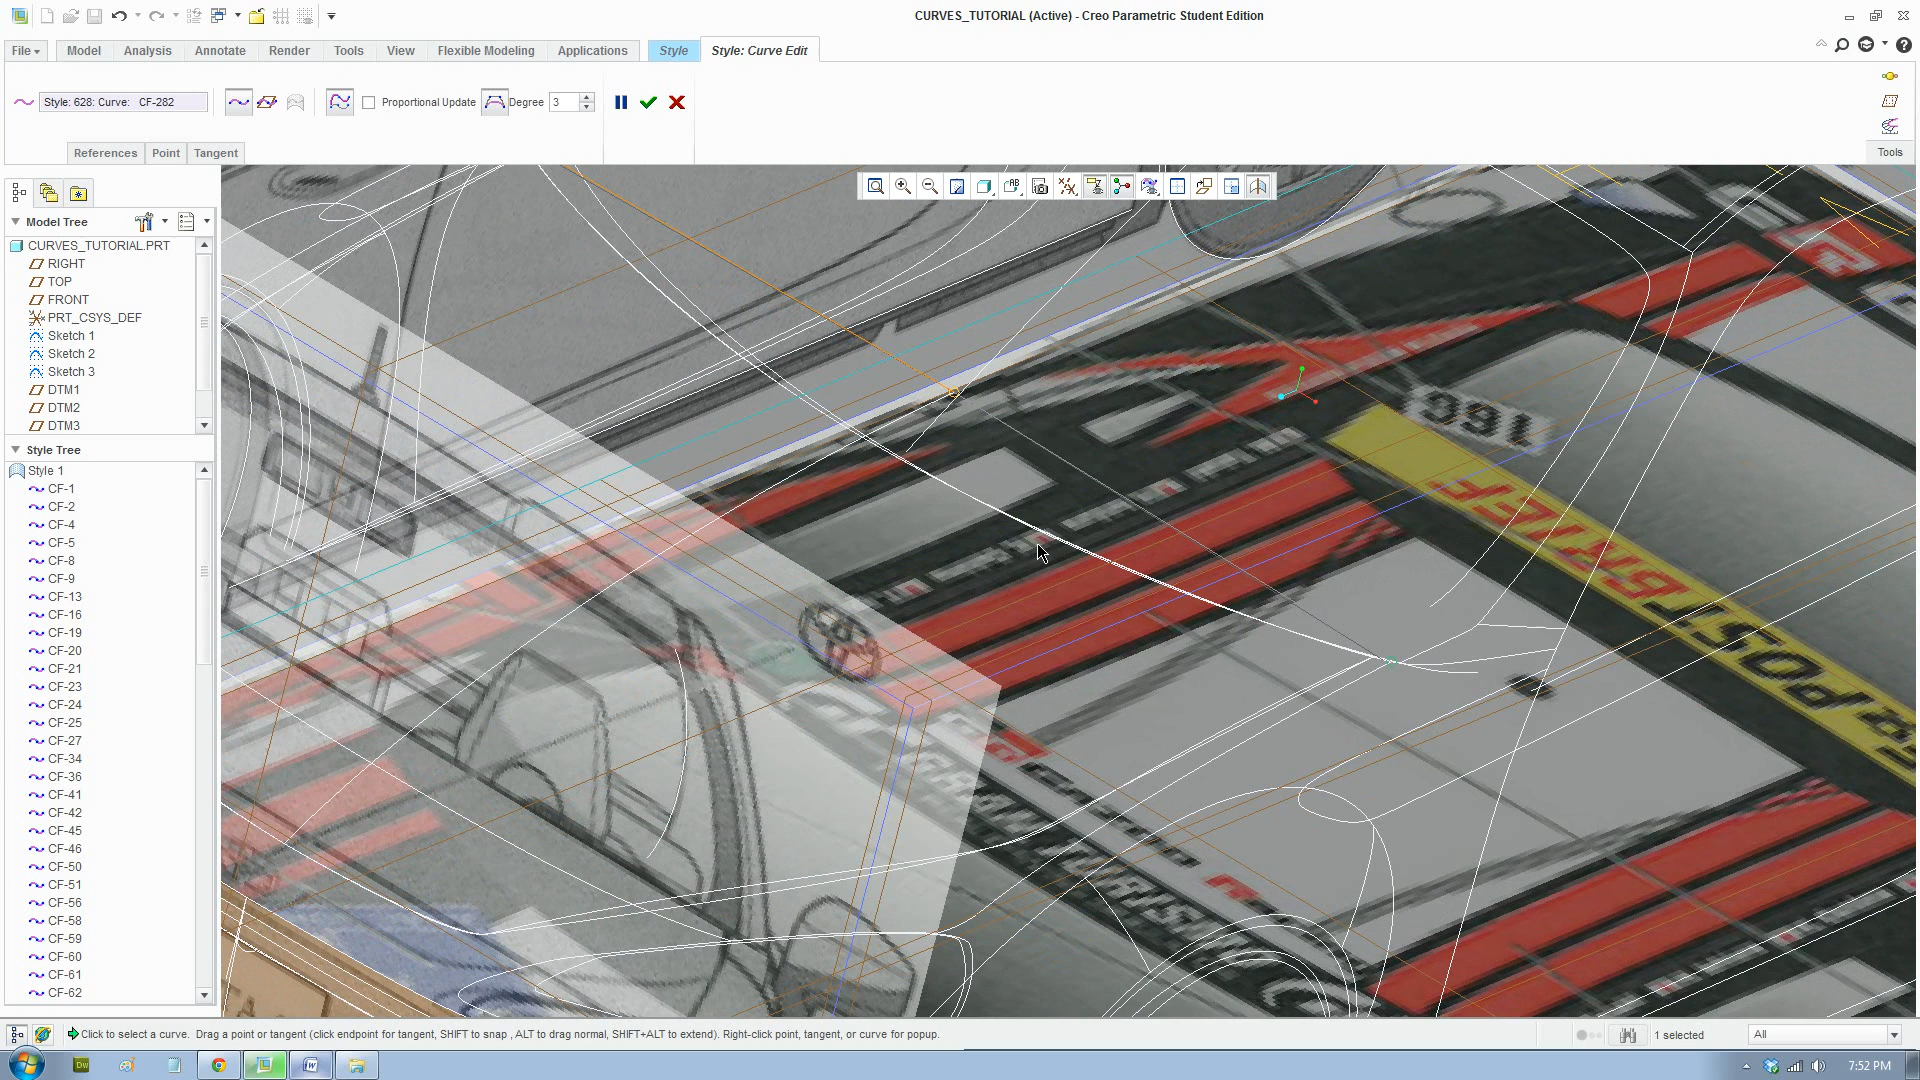 CURVES_TUTORIAL (Active) - Creo Parametric Student Edition
File Model Analysis Annotate Render Tools View Flexible Modeling Applications Style Style: Curve Edit
Style: 628: Curve: CF-282
Proportional Update
Degree 3
References Point Tangent
Tools
Model Tree
CURVES_TUTORIAL.PRT
RIGHT
TOP
FRONT
PRT_CSYS_DEF
Sketch 1
Sketch 2
Sketch 3
DTM1
DTM2
DTM3
Style Tree
Style 1
CF-1
CF-2
CF-4
CF-5
CF-8
CF-9
CF-13
CF-16
CF-19
CF-20
CF-21
CF-23
CF-24
CF-25
CF-27
CF-34
CF-36
CF-41
CF-42
CF-45
CF-46
CF-50
CF-51
CF-56
CF-58
CF-59
CF-60
CF-61
CF-62
Click to select a curve. Drag a point or tangent (click endpoint for tangent, SHIFT to snap , ALT to drag normal, SHIFT+ALT to extend). Right-click point, tangent, or curve for popup.
1 selected
All
Dw
7:52 PM